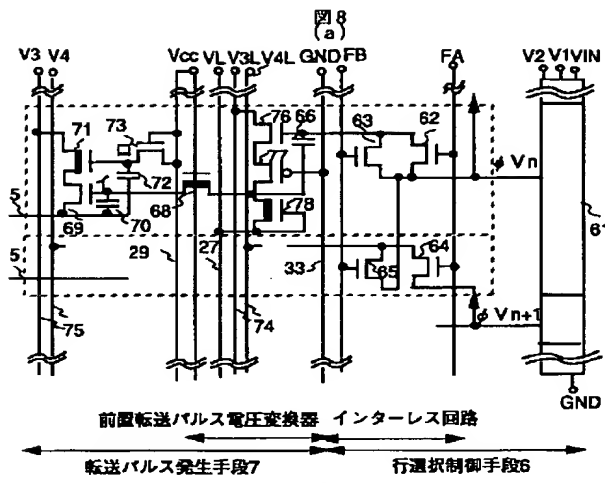 図8
(a)
V3 V4 Vcc VL V3L V4L GND FB FA V2 V1 VIN
71 73 76 66 63 62
72 68 φVn
5 69 70 78 61
29 27 33 64
5 65
75 74 φVn+1
GND
前置転送パルス電圧変換器 インターレス回路
転送パルス発生手段7 行選択制御手段6